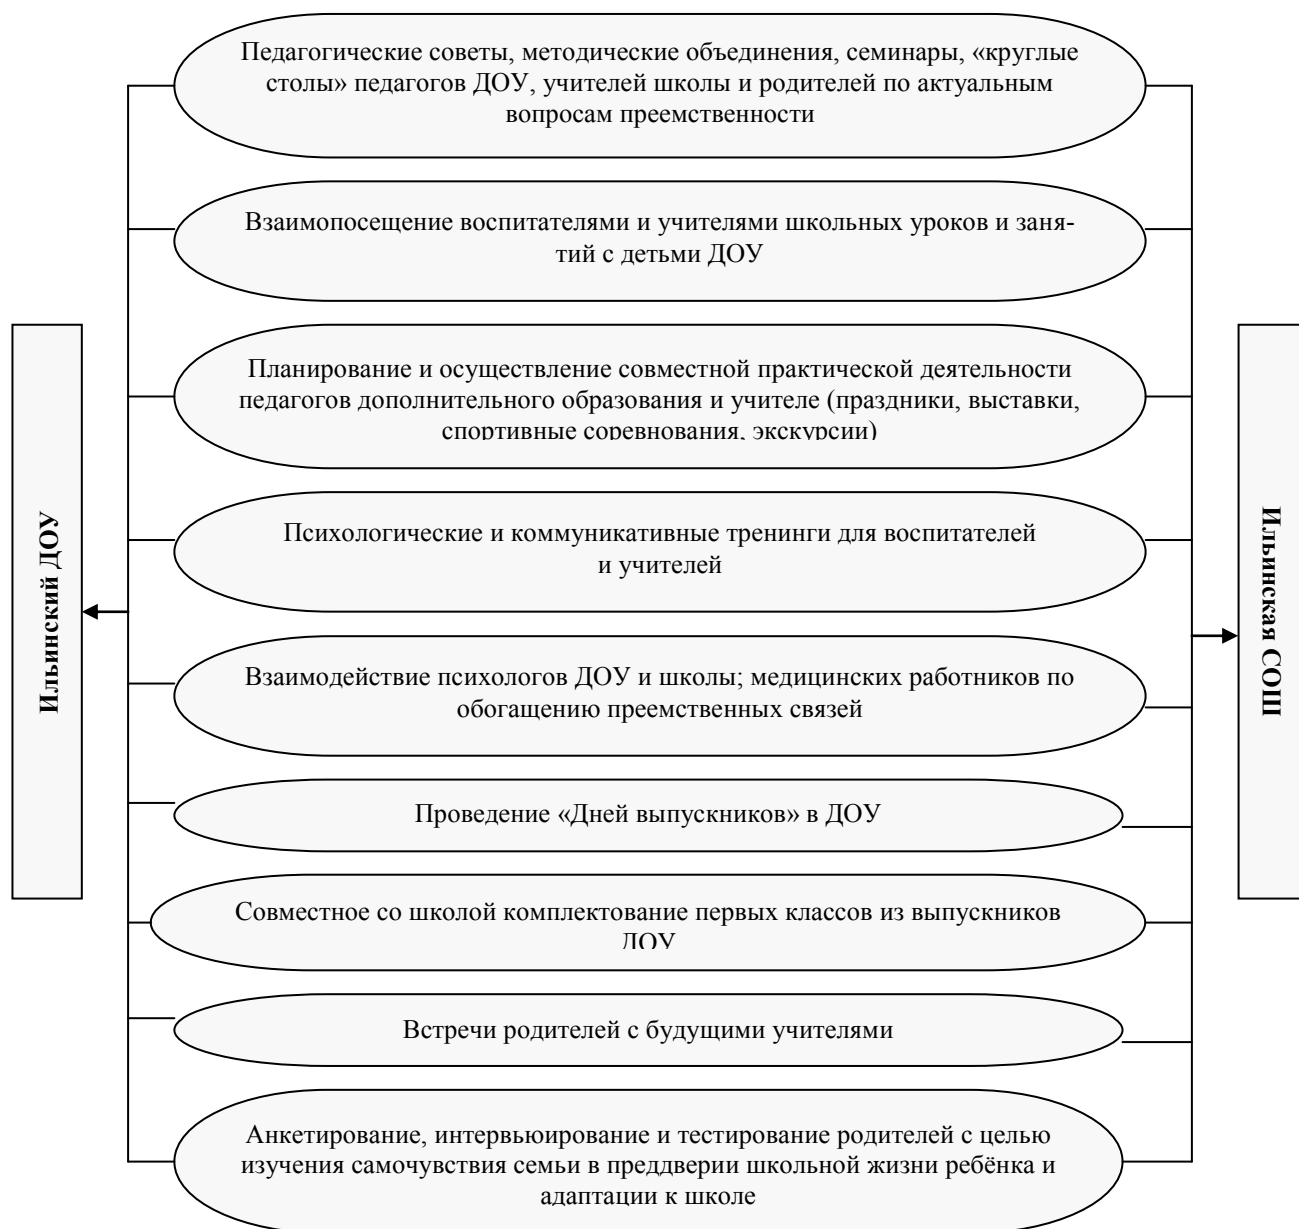 Педагогические советы, методические объединения, семинары, «круглые
столы» педагогов ДОУ, учителей школы и родителей по актуальным
вопросам преемственности
Взаимопосещение воспитателями и учителями школьных уроков и заня-
тий с детьми ДОУ
Планирование и осуществление совместной практической деятельности
педагогов дополнительного образования и учителе (праздники, выставки,
спортивные соревнования, экскурсии)
Психологические и коммуникативные тренинги для воспитателей
и учителей
Ильинский ДОУ
Ильинская СОШ
Взаимодействие психологов ДОУ и школы; медицинских работников по
обогащению преемственных связей
Проведение «Дней выпускников» в ДОУ
Совместное со школой комплектование первых классов из выпускников
ДОУ
Встречи родителей с будущими учителями
Анкетирование, интервьюирование и тестирование родителей с целью
изучения самочувствия семьи в преддверии школьной жизни ребёнка и
адаптации к школе